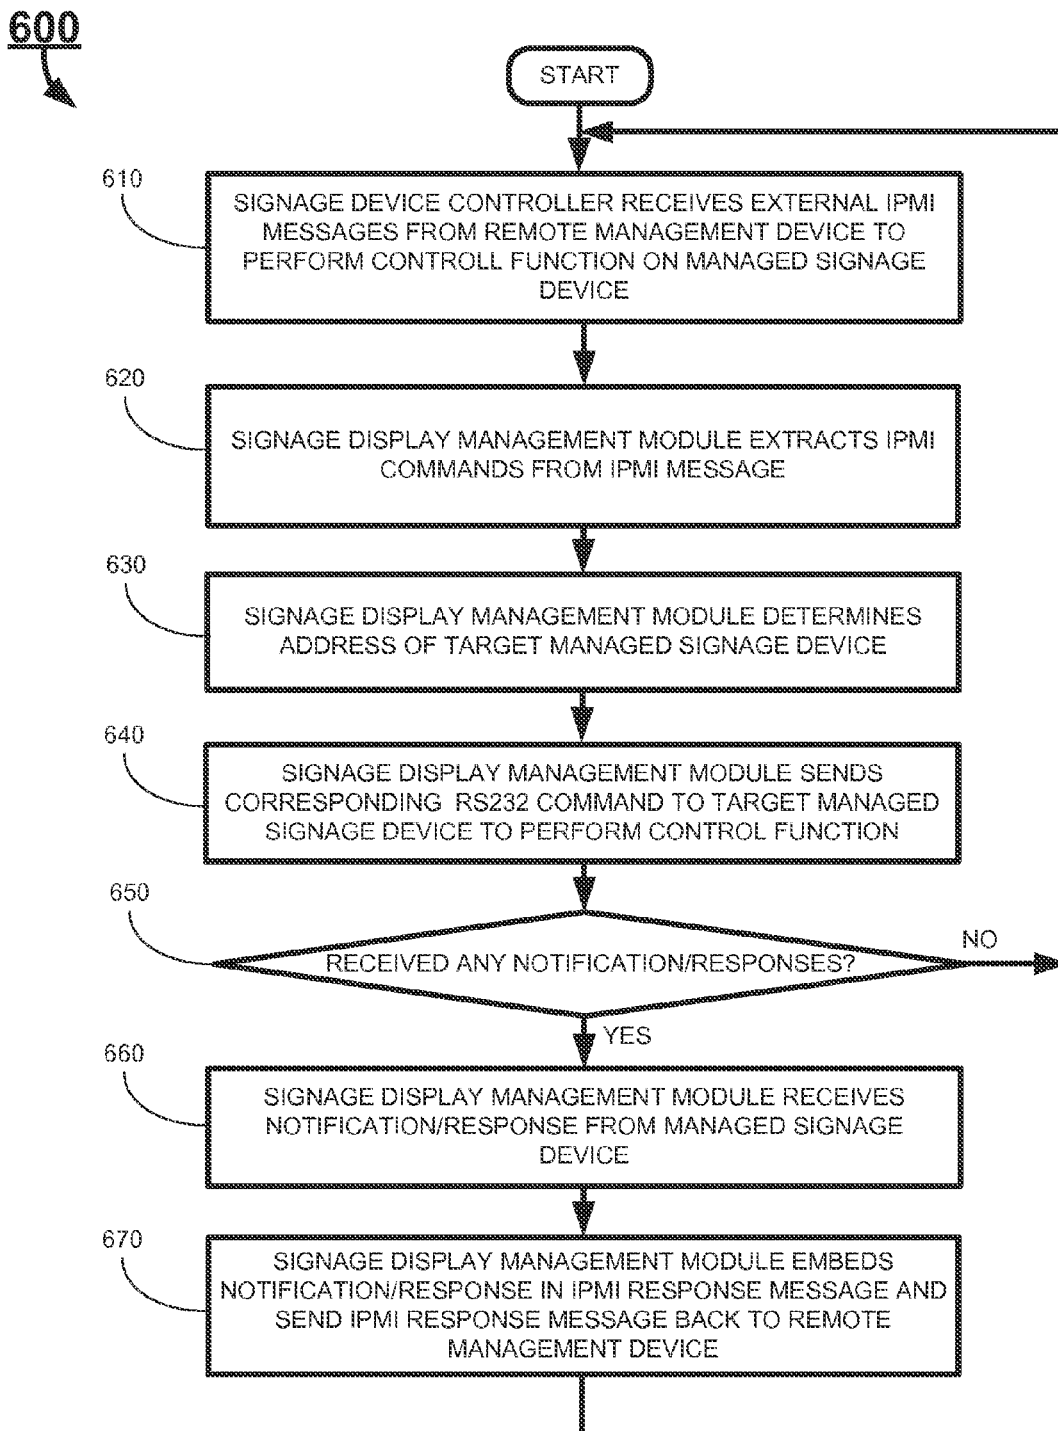 600
START
610
SIGNAGE DEVICE CONTROLLER RECEIVES EXTERNAL IPMI
MESSAGES FROM REMOTE MANAGEMENT DEVICE TO
PERFORM CONTROLL FUNCTION ON MANAGED SIGNAGE
DEVICE
620
SIGNAGE DISPLAY MANAGEMENT MODULE EXTRACTS IPMI
COMMANDS FROM IPMI MESSAGE
630
SIGNAGE DISPLAY MANAGEMENT MODULE DETERMINES
ADDRESS OF TARGET MANAGED SIGNAGE DEVICE
640
SIGNAGE DISPLAY MANAGEMENT MODULE SENDS
CORRESPONDING RS232 COMMAND TO TARGET MANAGED
SIGNAGE DEVICE TO PERFORM CONTROL FUNCTION
650
RECEIVED ANY NOTIFICATION/RESPONSES?
NO
YES
660
SIGNAGE DISPLAY MANAGEMENT MODULE RECEIVES
NOTIFICATION/RESPONSE FROM MANAGED SIGNAGE
DEVICE
670
SIGNAGE DISPLAY MANAGEMENT MODULE EMBEDS
NOTIFICATION/RESPONSE IN IPMI RESPONSE MESSAGE AND
SEND IPMI RESPONSE MESSAGE BACK TO REMOTE
MANAGEMENT DEVICE